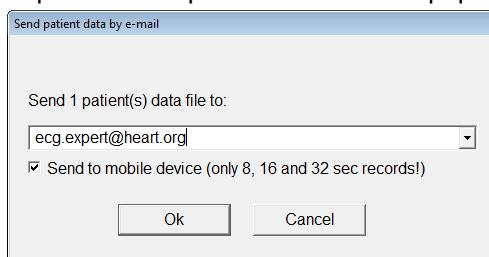 Send patient data by e-mail
Send 1 patient(s) data file to:
ecg.expert@heart.org
Send to mobile device (only 8, 16 and 32 sec records!)
Ok Cancel